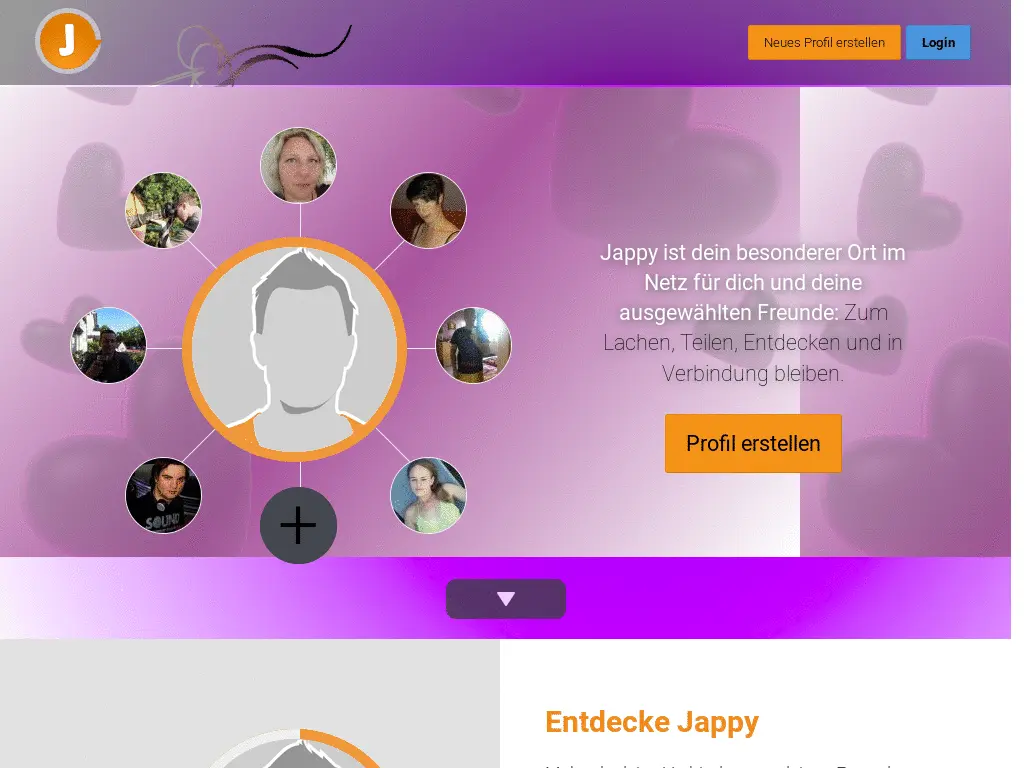 J
Neues Profil erstellen
Login
Jappy ist dein besonderer Ort im
Netz für dich und deine
ausgewählten Freunde: Zum
Lachen, Teilen, Entdecken und in
Verbindung bleiben.
Profil erstellen
SOUND
Entdecke Jappy